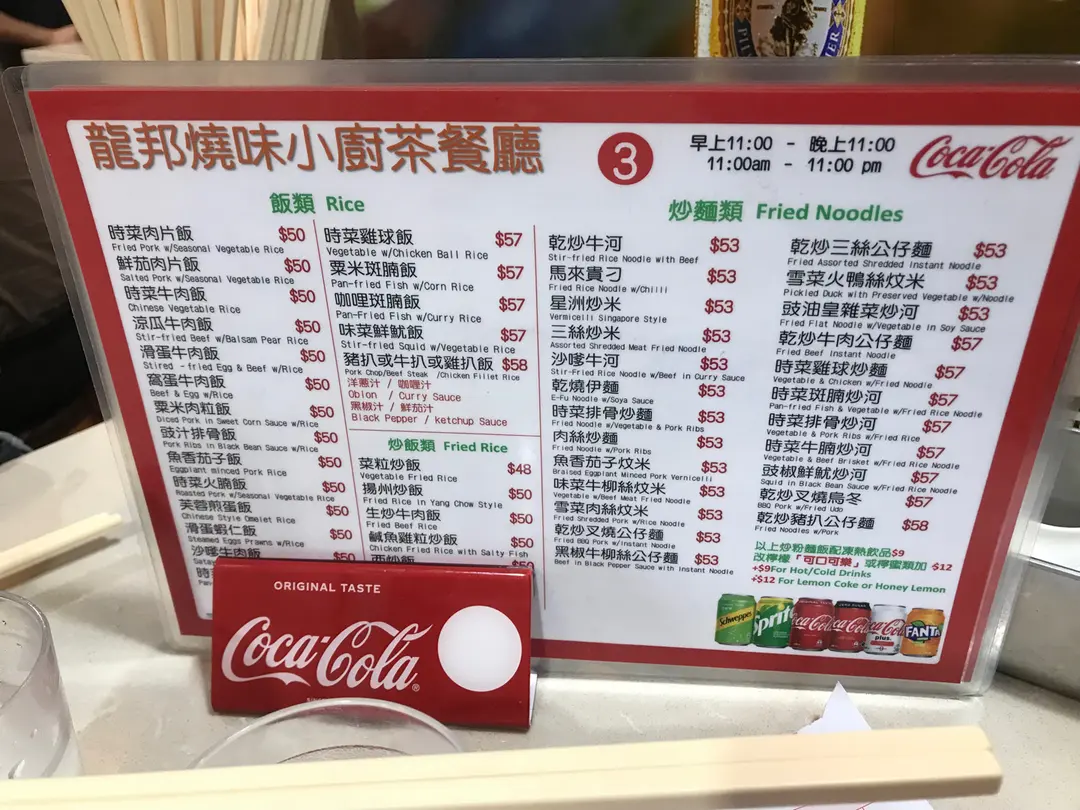 龍邦燒味小廚茶餐廳
3
早上11:00 - 晚上11:00
11:00am - 11:00 pm
Coca-Cola
飯類 Rice
時菜肉片飯 $50
Fried Pork w/Seasonal Vegetable Rice
鮮茄肉片飯 $50
Salted Pork w/Seasonal Vegetable Rice
時菜牛肉飯 $50
Chinese Vegetable Rice
涼瓜牛肉飯 $50
Stir-fried Beef w/Balsam Pear Rice
滑蛋牛肉飯 $50
Stired - fried Egg & Beef w/Rice
窩蛋牛肉飯 $50
Beef & Egg w/Rice
粟米肉粒飯 $50
Diced Pork in Sweet Corn Sauce w/Rice
豉汁排骨飯 $50
Pork Ribs in Black Bean Sauce w/Rice
魚香茄子飯 $50
Eggplant minced Pork Rice
時菜火腩飯 $50
Roasted Pork w/Seasonal Vegetable Rice
芙蓉煎蛋飯 $50
Chinese Style Omelet Rice
滑蛋蝦仁飯 $50
Steamed Eggs Prawns w/Rice
沙嗲牛肉飯 $50
時菜雞球飯 $57
Vegetable w/Chicken Ball Rice
粟米斑腩飯 $57
Pan-fried Fish w/Corn Rice
咖哩斑腩飯 $57
Pan-Fried Fish w/Curry Rice
味菜鮮魷飯 $57
Stir-fried Squid w/Vegetable Rice
豬扒或牛扒或雞扒飯 $58
Pork Chop/Beef Steak /Chicken Fillet Rice
洋蔥汁 / 咖喱汁
Obion / Curry Sauce
黑椒汁 / 鮮茄汁
Black Pepper / ketchup Sauce
炒飯類 Fried Rice
菜粒炒飯 $48
Vegetable Fried Rice
揚州炒飯 $50
Fried Rice in Yang Chow Style
生炒牛肉飯 $50
Fried Beef Rice
鹹魚雞粒炒飯 $50
Chicken Fried Rice with Salty Fish
炒麵類 Fried Noodles
乾炒牛河 $53
Stir-fried Rice Noodle with Beef
馬來貴刁 $53
Fried Rice Noodle w/Chilli
星洲炒米 $53
Vermicelli Singapore Style
三絲炒米 $53
Assorted Shredded Meat Fried Noodle
沙嗲牛河 $53
Stir-Fried Rice Noodle w/Beef in Curry Sauce
乾燒伊麵 $53
E-Fu Noodle w/Soya Sauce
時菜排骨炒麵 $53
Fried Noodle w/Vegetable & Pork Ribs
肉絲炒麵 $53
Fried Noodle w/Pork Ribs
魚香茄子炆米 $53
Braised Eggplant Minced Pork Vernicelli
味菜牛柳絲炆米 $53
Vegetable w/Beef Meat Fried Noodle
雪菜肉絲炆米 $53
Fried Shredded Pork w/Rice Noodle
乾炒叉燒公仔麵 $53
Fried BBQ Pork w/Instant Noodle
黑椒牛柳絲公仔麵 $53
Beef in Black Pepper Sauce with Instant Noodle
乾炒三絲公仔麵 $53
Fried Assorted Shredded Instant Noodle
雪菜火鴨絲炆米 $53
Pickled Duck with Preserved Vegetable w/Noodle
豉油皇雜菜炒河 $53
Fried Flat Noodle w/Vegetable in Soy Sauce
乾炒牛肉公仔麵 $57
Fried Beef Instant Noodle
時菜雞球炒麵 $57
Vegetable & Chicken w/Fried Noodle
時菜斑腩炒河 $57
Pan-fried Fish & Vegetable w/Fried Rice Noodle
時菜排骨炒河 $57
Vegetable & Pork Ribs w/Fried Rice Noodle
時菜牛腩炒河 $57
Vegetable & Beef Brisket w/Fried Rice Noodle
豉椒鮮魷炒河 $57
Squid in Black Bean Sauce w/Fried Rice Noodle
乾炒叉燒烏冬 $57
BBQ Pork w/Fried Udo
乾炒豬扒公仔麵 $58
Fried Noodles w/Pork
以上炒粉麵飯配凍熱飲品$9
改檸檬「可口可樂」或檸蜜類加 $12
+$9For Hot/Cold Drinks
+$12 For Lemon Coke or Honey Lemon
Schweppes
Sprite
Coca-Cola
Coca-Cola
Coca-Cola
plus.
FANTA
ORIGINAL TASTE
Coca-Cola